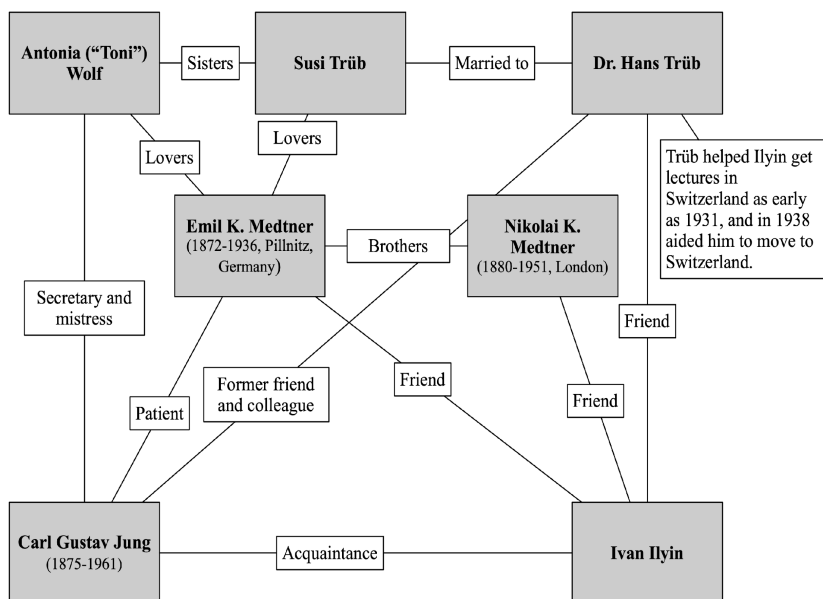 Antonia (“Toni”)
Wolf
Sisters
Susi Trüb
Married to
Dr. Hans Trüb
Lovers
Lovers
Trüb helped Ilyin get
lectures in
Switzerland as early
as 1931, and in 1938
aided him to move to
Switzerland.
Emil K. Medtner
(1872-1936, Pillnitz,
Germany)
Brothers
Nikolai K.
Medtner
(1880-1951, London)
Secretary and
mistress
Friend
Former friend
and colleague
Friend
Friend
Patient
Carl Gustav Jung
(1875-1961)
Acquaintance
Ivan Ilyin